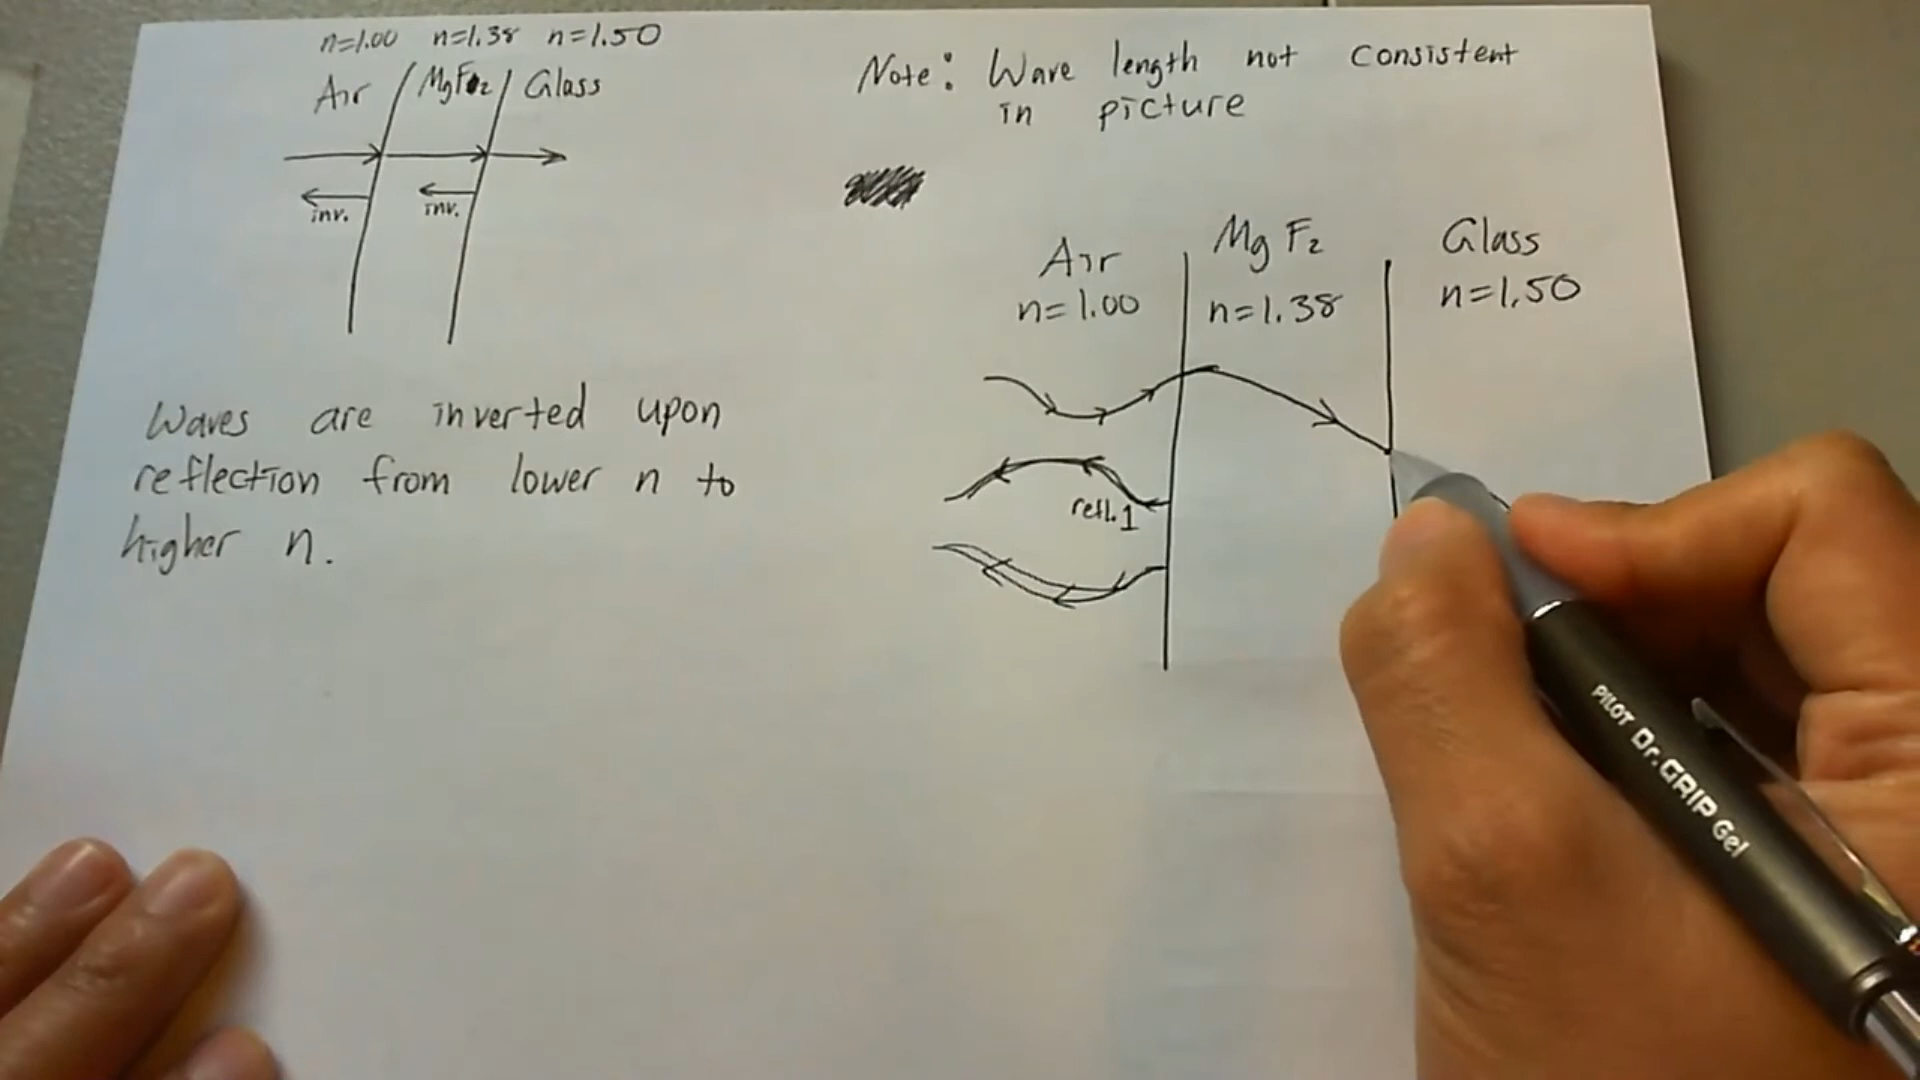 n=1.00 n=1.38 n=1.50
Air MgF2 Glass
inv. inv.
Waves are inverted upon
reflection from lower n to
higher n.
Note: Wave length not consistent
in picture
Air MgF2 Glass
n=1.00 n=1.38 n=1.50
refl.1
PILOT Dr.GRIP Gel